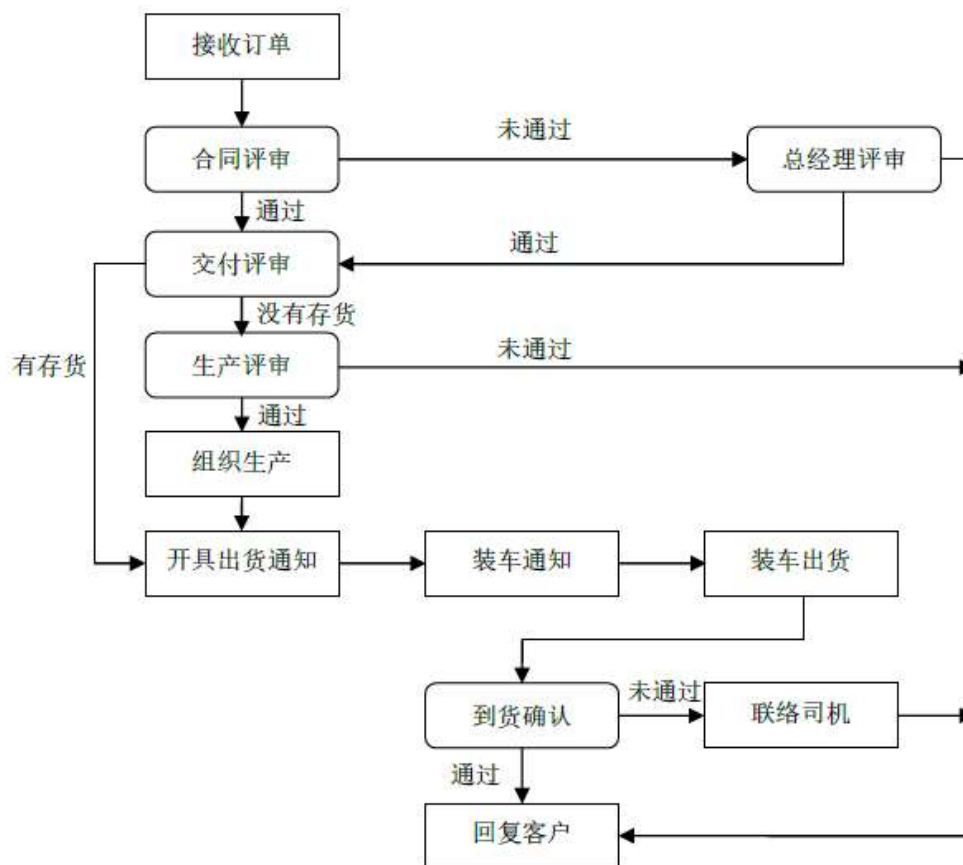 接收订单
未通过
合同评审
总经理评审
通过
通过
交付评审
没有存货
未通过
有存货
生产评审
通过
组织生产
开具出货通知
装车通知
装车出货
未通过
到货确认
联络司机
通过
回复客户